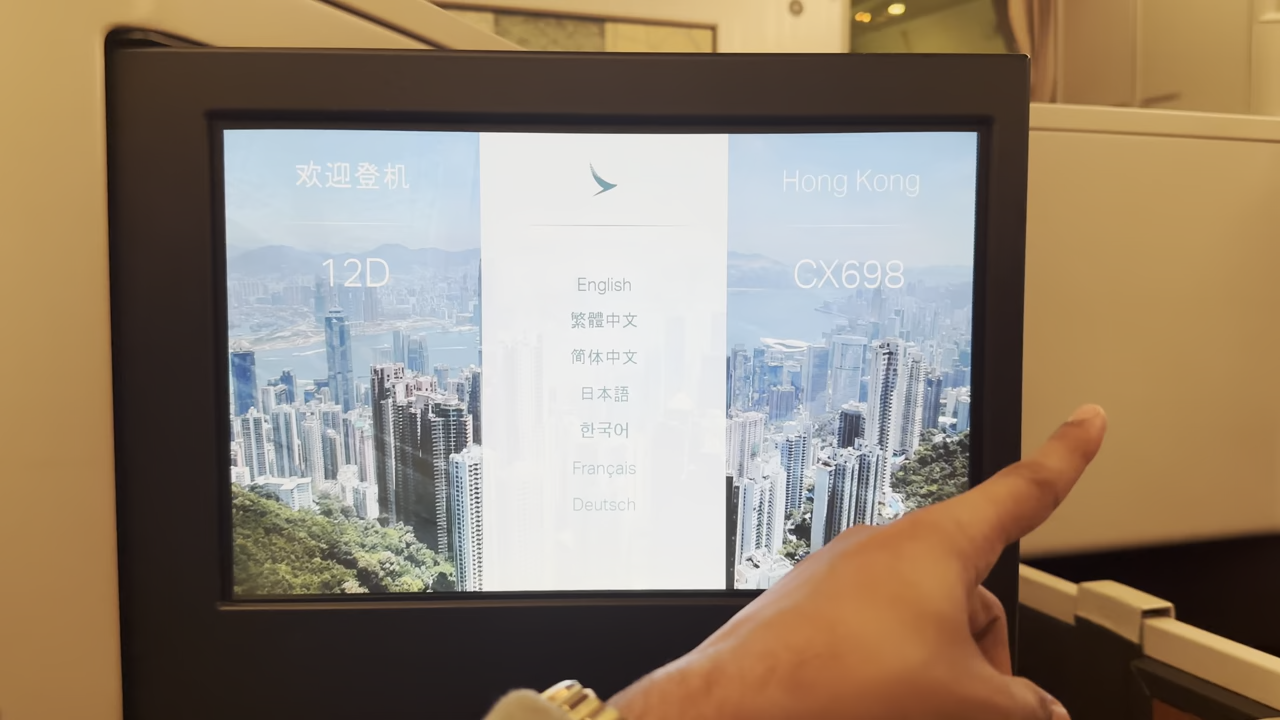 欢迎登机
12D
English
繁體中文
简体中文
日本語
한국어
Français
Deutsch
Hong Kong
CX698